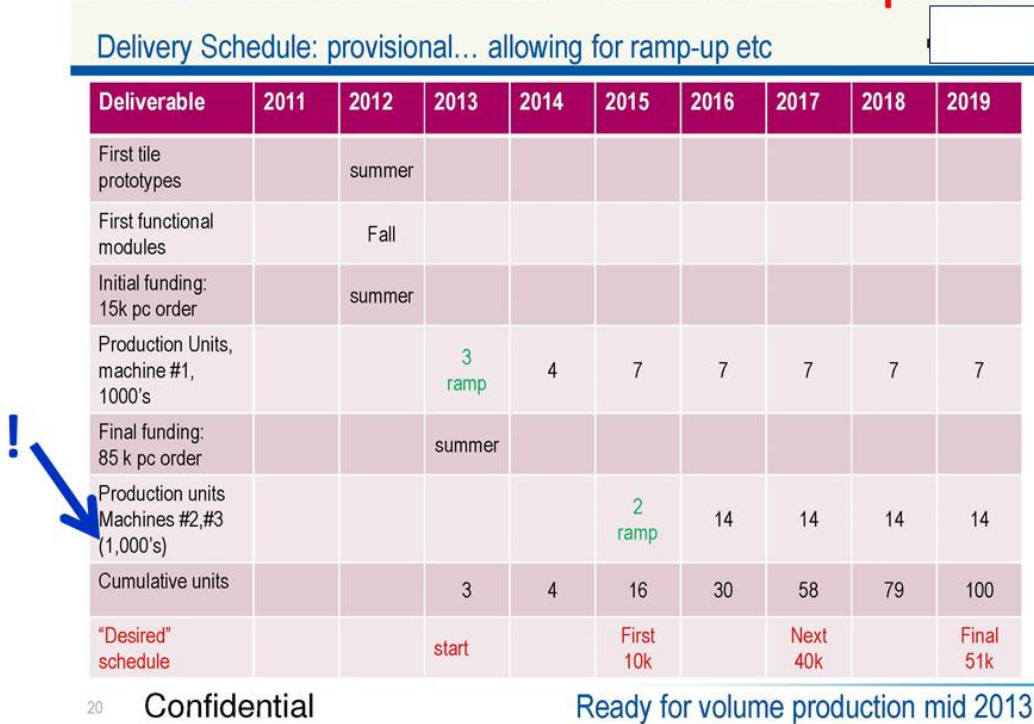 Delivery Schedule: provisional... allowing for ramp-up etc
Deliverable 2011 2012 2013 2014 2015 2016 2017 2018 2019
First tile
prototypes
summer
First functional
modules
Fall
Initial funding:
15k pc order
summer
Production Units,
machine #1,
1000's
3
ramp
4 7 7 7 7 7
Final funding:
85 k pc order
summer
!
Production units
Machines #2,#3
(1,000's)
2
ramp
14 14 14 14
Cumulative units 3 4 16 30 58 79 100
"Desired"
schedule
start
First
10k
Next
40k
Final
51k
20 Confidential Ready for volume production mid 2013